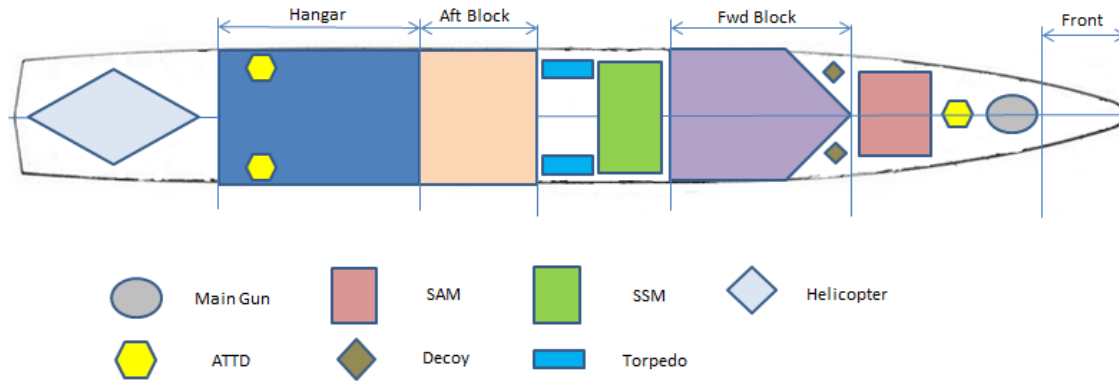 Hangar
Aft Block
Fwd Block
Front
Main Gun
SAM
SSM
Helicopter
ATTD
Decoy
Torpedo